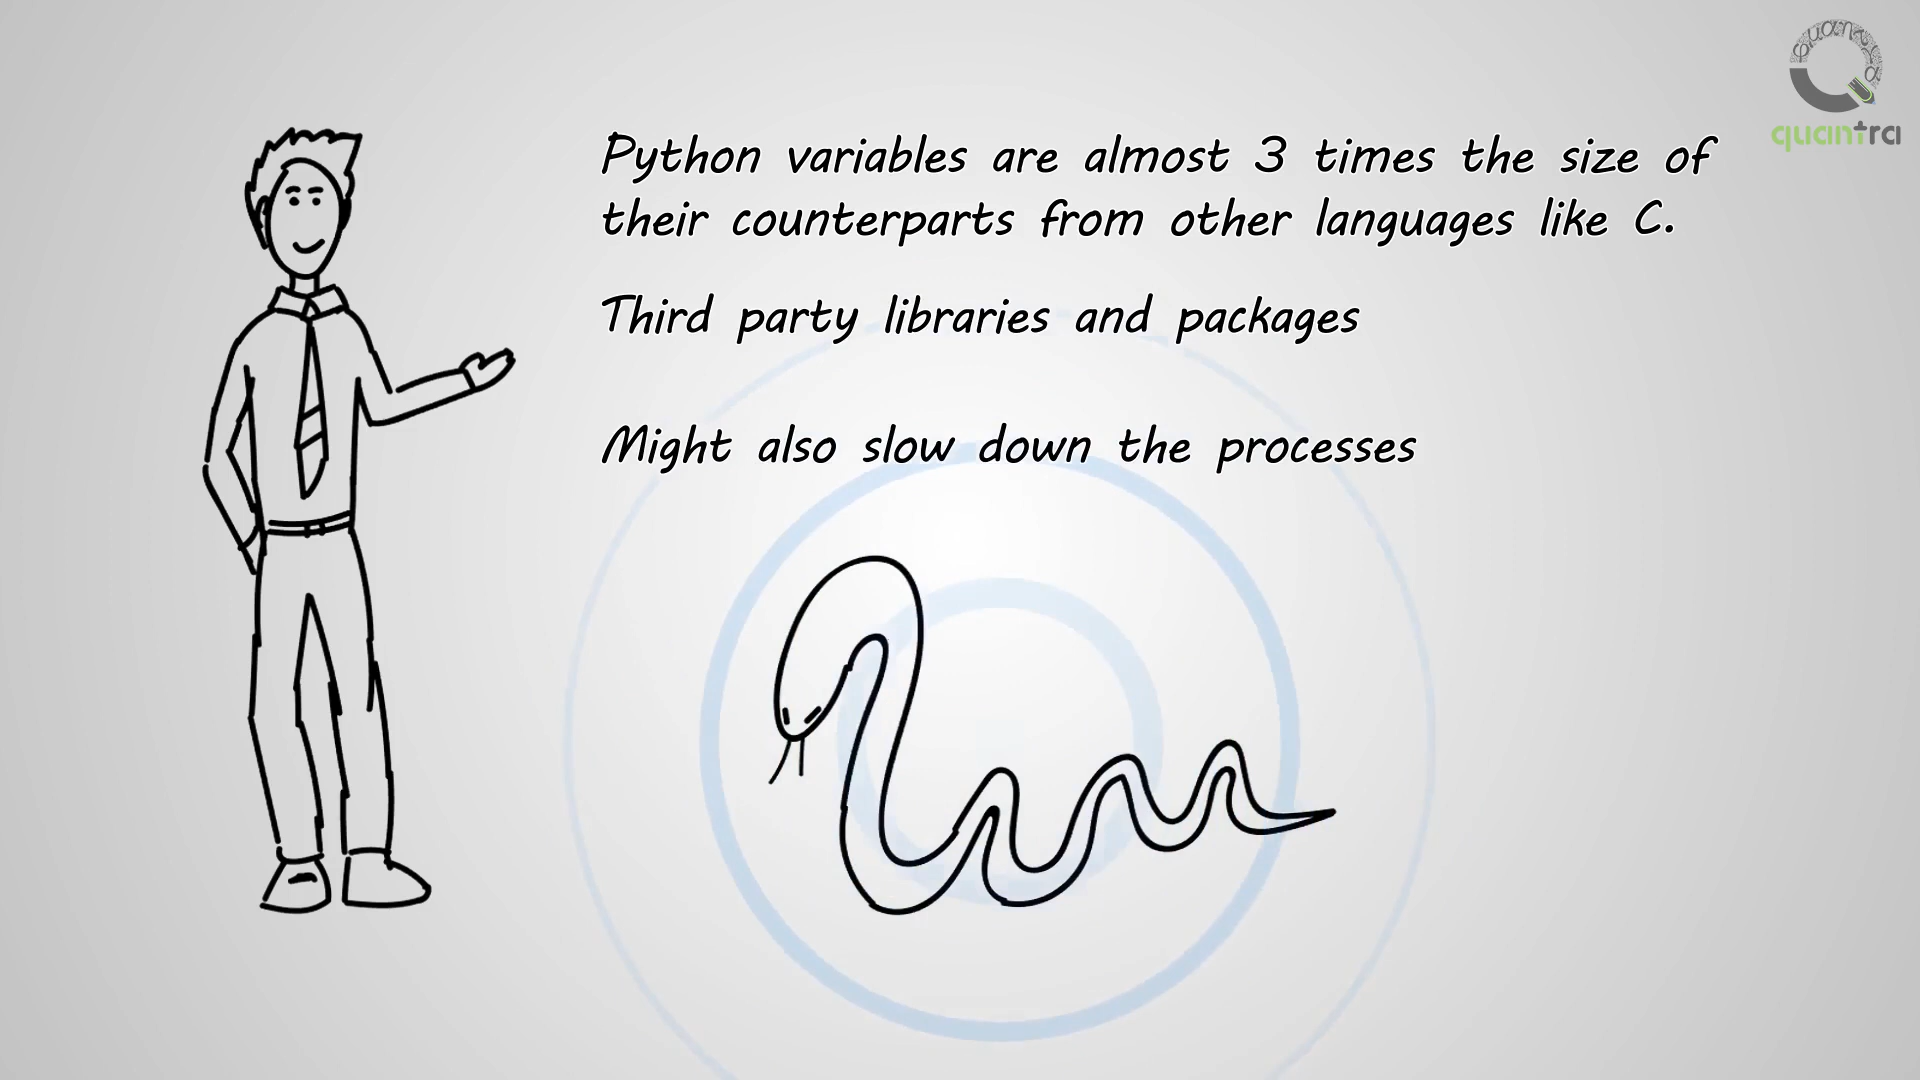 Python variables are almost 3 times the size of
their counterparts from other languages like C.
Third party libraries and packages
Might also slow down the processes
quantra